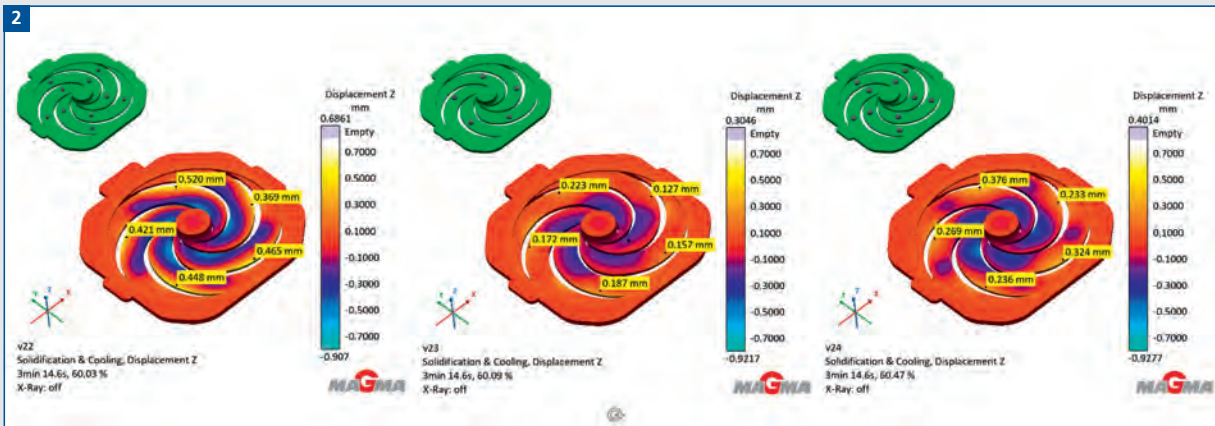 2
Displacement Z
mm
0.6861
Empty
0.7000
0.5000
0.3000
0.1000
-0.1000
-0.3000
-0.5000
-0.7000
-0.907
0.520 mm
0.369 mm
0.421 mm
0.465 mm
0.448 mm
Z
Y
X
v22
Solidification & Cooling, Displacement Z
3min 14.6s, 60.03 %
X-Ray: off
MAGMA
Displacement Z
mm
0.3046
Empty
0.7000
0.5000
0.3000
0.1000
-0.1000
-0.3000
-0.5000
-0.7000
-0.9217
0.223 mm
0.127 mm
0.172 mm
0.157 mm
0.187 mm
Z
Y
X
v23
Solidification & Cooling, Displacement Z
3min 14.6s, 60.09 %
X-Ray: off
MAGMA
Displacement Z
mm
0.4014
Empty
0.7000
0.5000
0.3000
0.1000
-0.1000
-0.3000
-0.5000
-0.7000
-0.9277
0.376 mm
0.233 mm
0.269 mm
0.324 mm
0.236 mm
Z
Y
X
v24
Solidification & Cooling, Displacement Z
3min 14.6s, 60.47 %
X-Ray: off
MAGMA